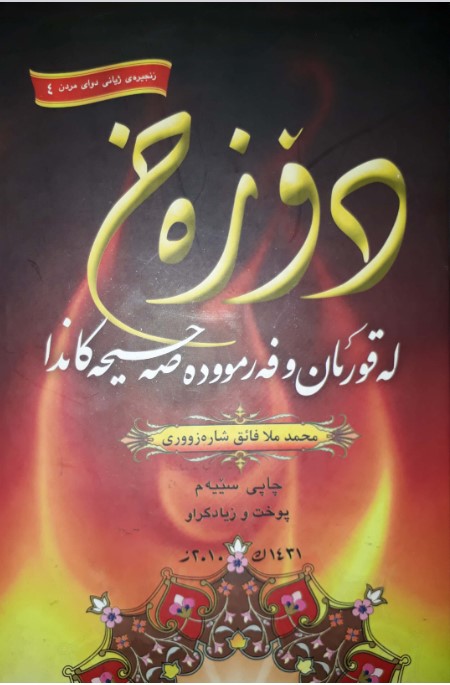 زنجیرەی ژیانی دوای مردن ٤
دۆزەخ
لە قورئان و فەرموودە صەحیحەکاندا
محمد ملا فائق شارەزووری
چاپی سێیەم
پوخت و زیادکراو
١٤٣١ك ٢٠١٠ز